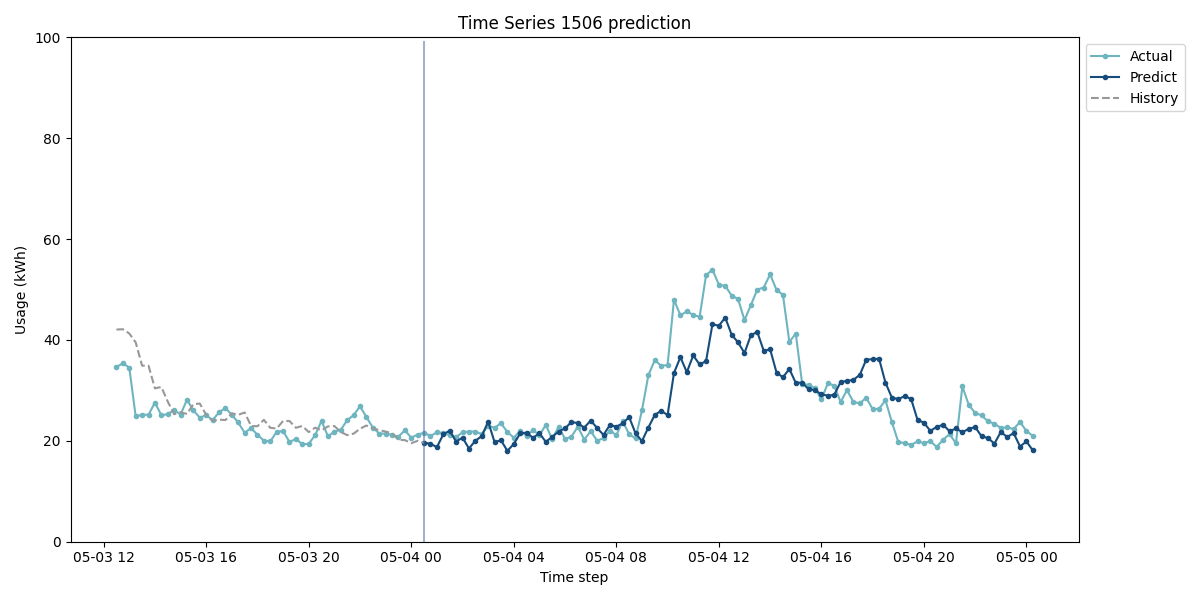 Time Series 1506 prediction
Actual
Predict
History
Usage (kWh)
100
80
60
40
20
0
05-03 12 05-03 16 05-03 20 05-04 00 05-04 04 05-04 08 05-04 12 05-04 16 05-04 20 05-05 00
Time step